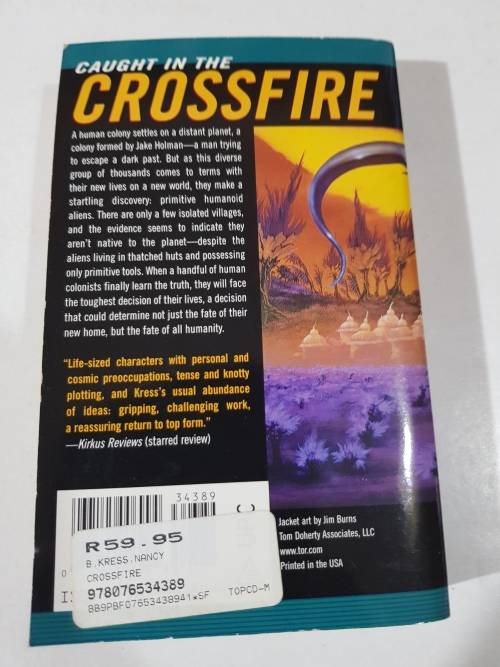 CAUGHT IN THE
CROSSFIRE
A human colony settles on a distant planet, a
colony formed by Jake Holman—a man trying
to escape a dark past. But as this diverse
group of thousands comes to terms with
their new lives on a new world, they make a
startling discovery: primitive humanoid
aliens. There are only a few isolated villages,
and the evidence seems to indicate they
aren't native to the planet—despite the
aliens living in thatched huts and possessing
only primitive tools. When a handful of human
colonists finally learn the truth, they will face
the toughest decision of their lives, a decision
that could determine not just the fate of their
new home, but the fate of all humanity.
"Life-sized characters with personal and
cosmic preoccupations, tense and knotty
plotting, and Kress's usual abundance
of ideas: gripping, challenging work,
a reassuring return to top form."
—Kirkus Reviews (starred review)
34389
Jacket art by Jim Burns
Tom Doherty Associates, LLC
www.tor.com
Printed in the USA
R59.95
B.KRESS.NANCY
CROSSFIRE
978076534389
BB9PBF07653438941*SF TOPCD-M